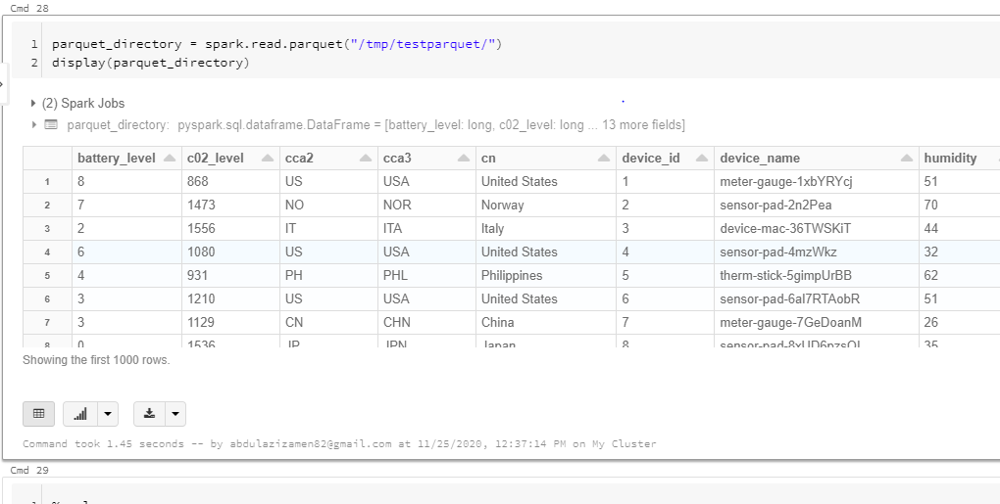 Cmd 28
1 parquet_directory = spark.read.parquet("/tmp/testparquet/")
2 display(parquet_directory)
(2) Spark Jobs
parquet_directory: pyspark.sql.dataframe.DataFrame = [battery_level: long, c02_level: long ... 13 more fields]
battery_level c02_level cca2 cca3 cn device_id device_name humidity
1 8 868 US USA United States 1 meter-gauge-1xbYRYcj 51
2 7 1473 NO NOR Norway 2 sensor-pad-2n2Pea 70
3 2 1556 IT ITA Italy 3 device-mac-36TWSKiT 44
4 6 1080 US USA United States 4 sensor-pad-4mzWkz 32
5 4 931 PH PHL Philippines 5 therm-stick-5gimpUrBB 62
6 3 1210 US USA United States 6 sensor-pad-6al7RTAobR 51
7 3 1129 CN CHN China 7 meter-gauge-7GeDoanM 26
8 0 1536 JP JPN Japan 8 35
Showing the first 1000 rows.
Command took 1.45 seconds -- by abdulazizamen82@gmail.com at 11/25/2020, 12:37:14 PM on My Cluster
Cmd 29